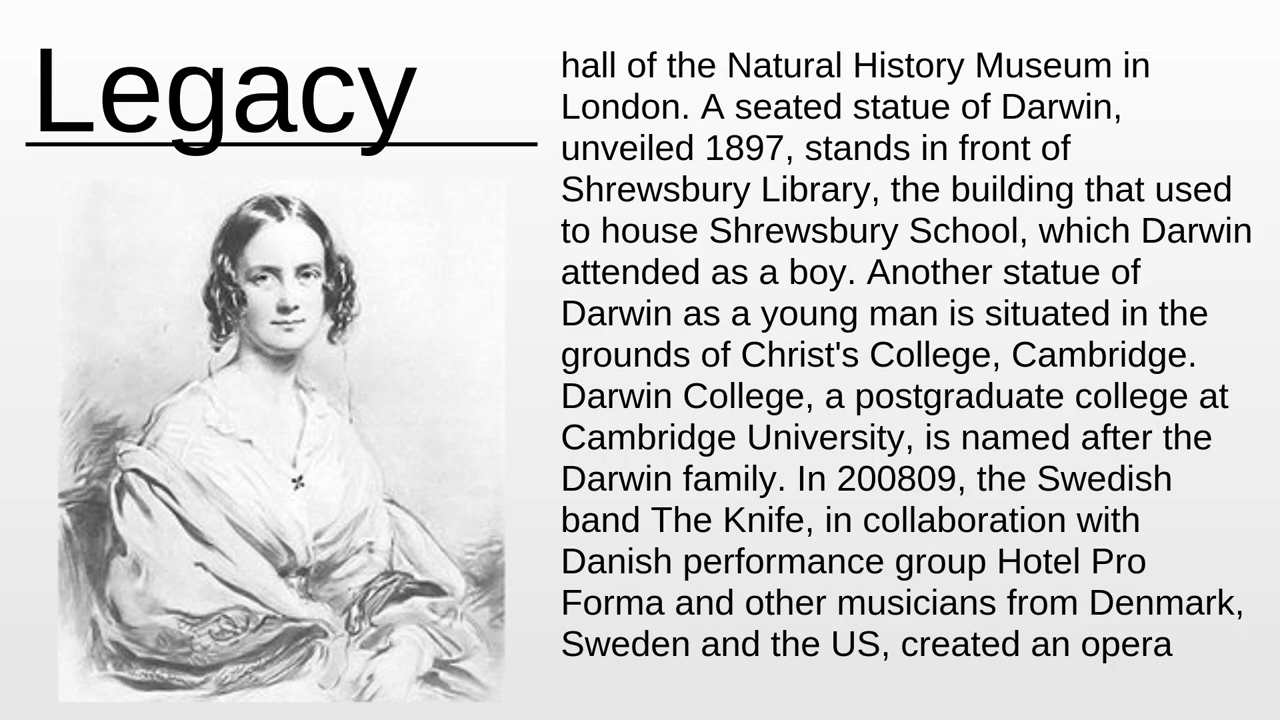 Legacy
hall of the Natural History Museum in
London. A seated statue of Darwin,
unveiled 1897, stands in front of
Shrewsbury Library, the building that used
to house Shrewsbury School, which Darwin
attended as a boy. Another statue of
Darwin as a young man is situated in the
grounds of Christ's College, Cambridge.
Darwin College, a postgraduate college at
Cambridge University, is named after the
Darwin family. In 200809, the Swedish
band The Knife, in collaboration with
Danish performance group Hotel Pro
Forma and other musicians from Denmark,
Sweden and the US, created an opera